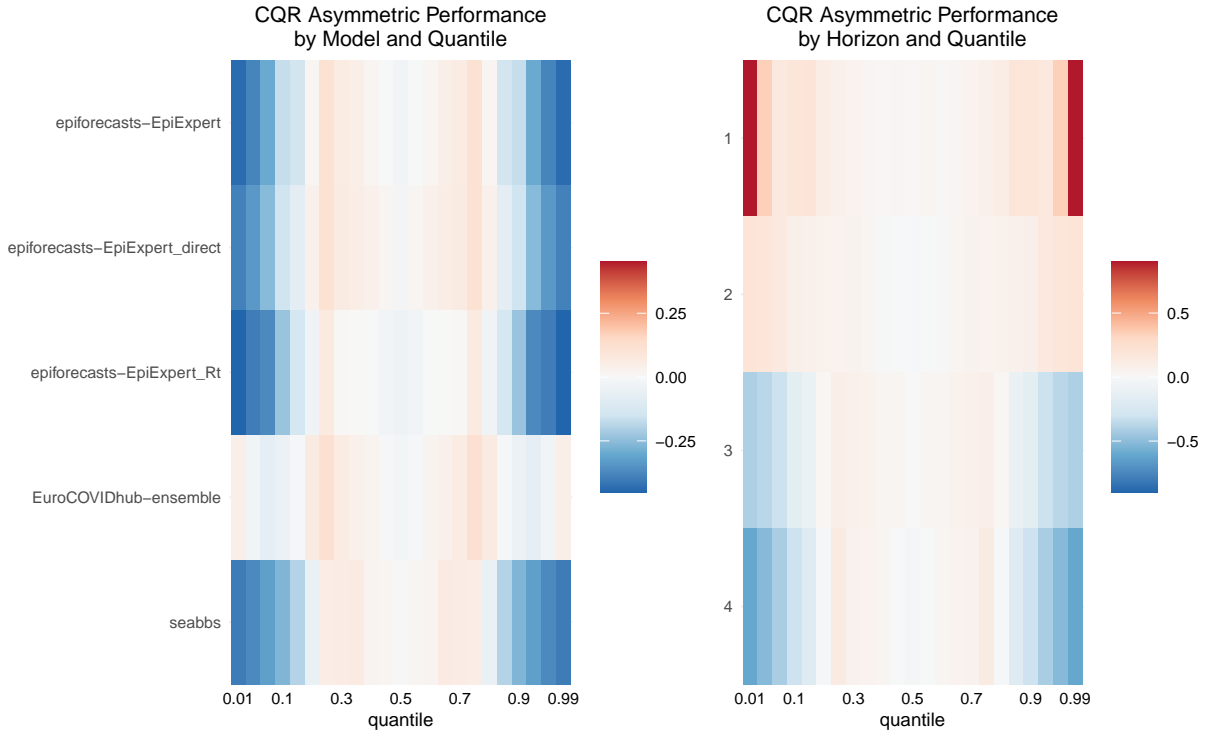 CQR Asymmetric Performance
by Model and Quantile
epiforecasts−EpiExpert
epiforecasts−EpiExpert_direct
epiforecasts−EpiExpert_Rt
EuroCOVIDhub−ensemble
seabbs
0.01 0.1 0.3 0.5 0.7 0.9 0.99
quantile
0.25
0.00
−0.25
CQR Asymmetric Performance
by Horizon and Quantile
1
2
3
4
0.01 0.1 0.3 0.5 0.7 0.9 0.99
quantile
0.5
0.0
−0.5